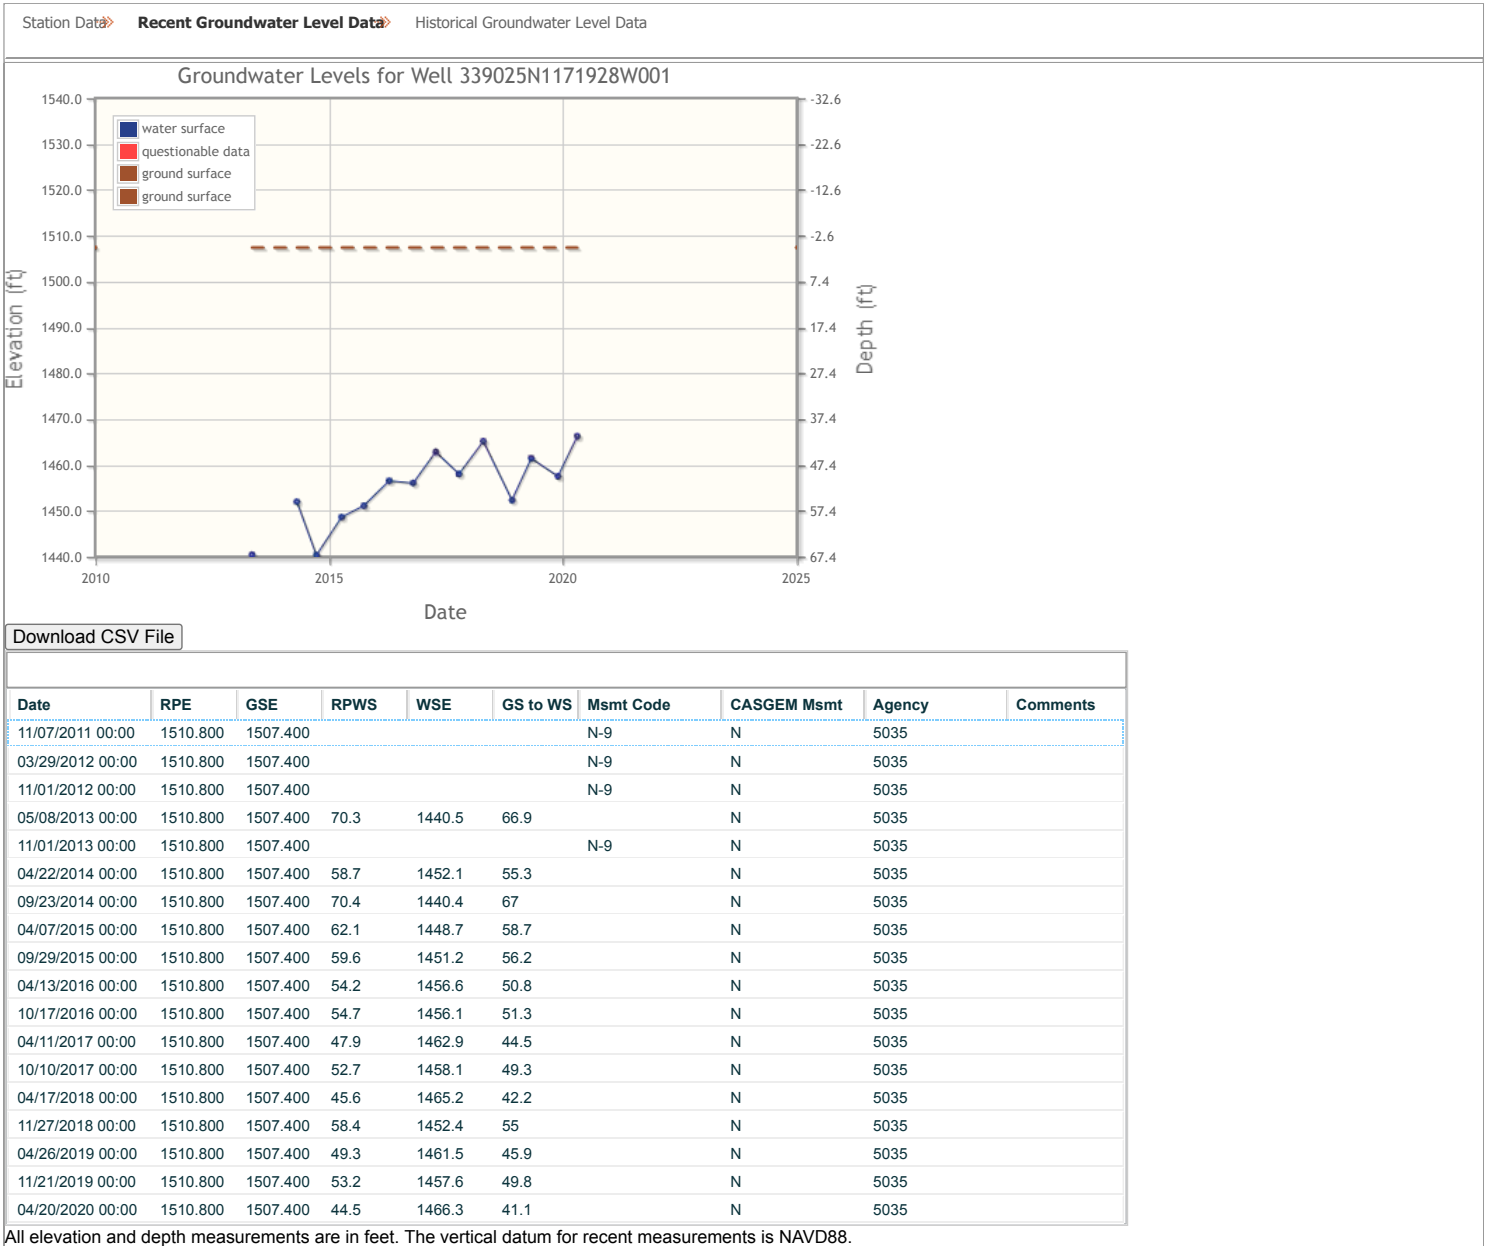 Station Data Recent Groundwater Level Data Historical Groundwater Level Data
Groundwater Levels for Well 339025N1171928W001
1540.0 -32.6
water surface
1530.0 -22.6
questionable data
ground surface
1520.0 -12.6
ground surface
1510.0 -2.6
1500.0 7.4
1490.0 17.4
1480.0 27.4
1470.0 37.4
1460.0 47.4
1450.0 57.4
1440.0 67.4
Elevation (ft)
Depth (ft)
2010 2015 2020 2025
Date
Download CSV File
Date RPE GSE RPWS WSE GS to WS Msmt Code CASGEM Msmt Agency Comments
11/07/2011 00:00 1510.800 1507.400 N-9 N 5035
03/29/2012 00:00 1510.800 1507.400 N-9 N 5035
11/01/2012 00:00 1510.800 1507.400 N-9 N 5035
05/08/2013 00:00 1510.800 1507.400 70.3 1440.5 66.9 N 5035
11/01/2013 00:00 1510.800 1507.400 N-9 N 5035
04/22/2014 00:00 1510.800 1507.400 58.7 1452.1 55.3 N 5035
09/23/2014 00:00 1510.800 1507.400 70.4 1440.4 67 N 5035
04/07/2015 00:00 1510.800 1507.400 62.1 1448.7 58.7 N 5035
09/29/2015 00:00 1510.800 1507.400 59.6 1451.2 56.2 N 5035
04/13/2016 00:00 1510.800 1507.400 54.2 1456.6 50.8 N 5035
10/17/2016 00:00 1510.800 1507.400 54.7 1456.1 51.3 N 5035
04/11/2017 00:00 1510.800 1507.400 47.9 1462.9 44.5 N 5035
10/10/2017 00:00 1510.800 1507.400 52.7 1458.1 49.3 N 5035
04/17/2018 00:00 1510.800 1507.400 45.6 1465.2 42.2 N 5035
11/27/2018 00:00 1510.800 1507.400 58.4 1452.4 55 N 5035
04/26/2019 00:00 1510.800 1507.400 49.3 1461.5 45.9 N 5035
11/21/2019 00:00 1510.800 1507.400 53.2 1457.6 49.8 N 5035
04/20/2020 00:00 1510.800 1507.400 44.5 1466.3 41.1 N 5035
All elevation and depth measurements are in feet. The vertical datum for recent measurements is NAVD88.